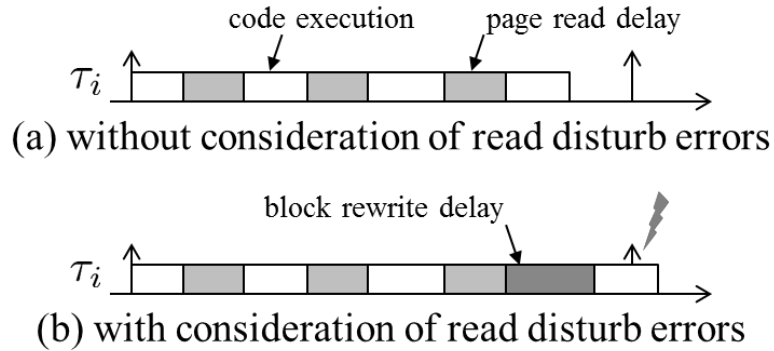 code execution page read delay
τi
(a) without consideration of read disturb errors
block rewrite delay
τi
(b) with consideration of read disturb errors